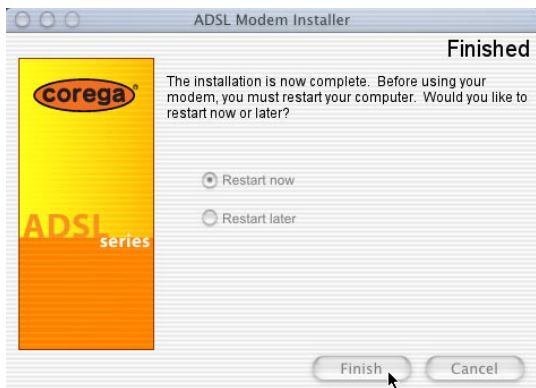 ADSL Modem Installer
Finished
corega
The installation is now complete. Before using your
modem, you must restart your computer. Would you like to
restart now or later?
Restart now
Restart later
ADSL
series
Finish
Cancel